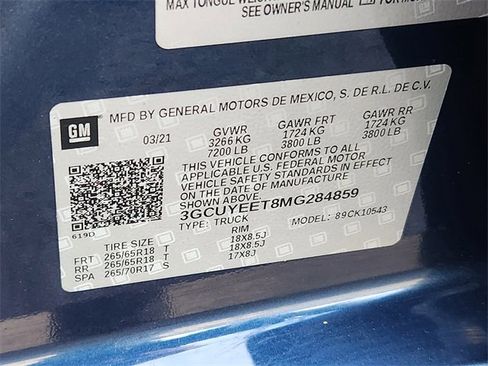 MAX TONGUE WEIGHT
SEE OWNER'S MANUAL FOR MO
GM
MFD BY GENERAL MOTORS DE MEXICO, S. DE R.L. DE C.V.
03/21 GVWR GAWR FRT GAWR RR
3266 KG 1724 KG 1724 KG
7200 LB 3800 LB 3800 LB
THIS VEHICLE CONFORMS TO ALL
APPLICABLE U.S. FEDERAL MOTOR
VEHICLE SAFETY STANDARDS IN EFFECT
ON THE DATE OF MANUFACTURE
SHOWN ABOVE.
3GCUYEET8MG284859
TYPE: TRUCK MODEL: 89CK10543
619D
TIRE SIZE RIM
FRT 265/65R18 T 18X8.5J
RR 265/65R18 T 18X8.5J
SPA 265/70R17 T 17X8J